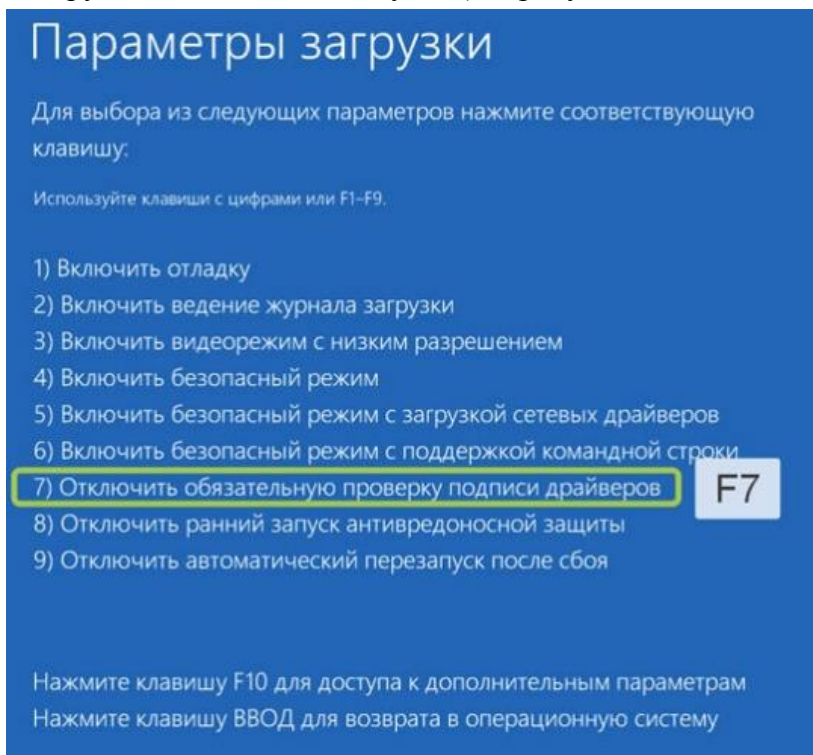 Параметры загрузки
Для выбора из следующих параметров нажмите соответствующую
клавишу:
Используйте клавиши с цифрами или F1–F9.
1) Включить отладку
2) Включить ведение журнала загрузки
3) Включить видеорежим с низким разрешением
4) Включить безопасный режим
5) Включить безопасный режим с загрузкой сетевых драйверов
6) Включить безопасный режим с поддержкой командной строки
7) Отключить обязательную проверку подписи драйверов
F7
8) Отключить ранний запуск антивредоносной защиты
9) Отключить автоматический перезапуск после сбоя
Нажмите клавишу F10 для доступа к дополнительным параметрам
Нажмите клавишу ВВОД для возврата в операционную систему